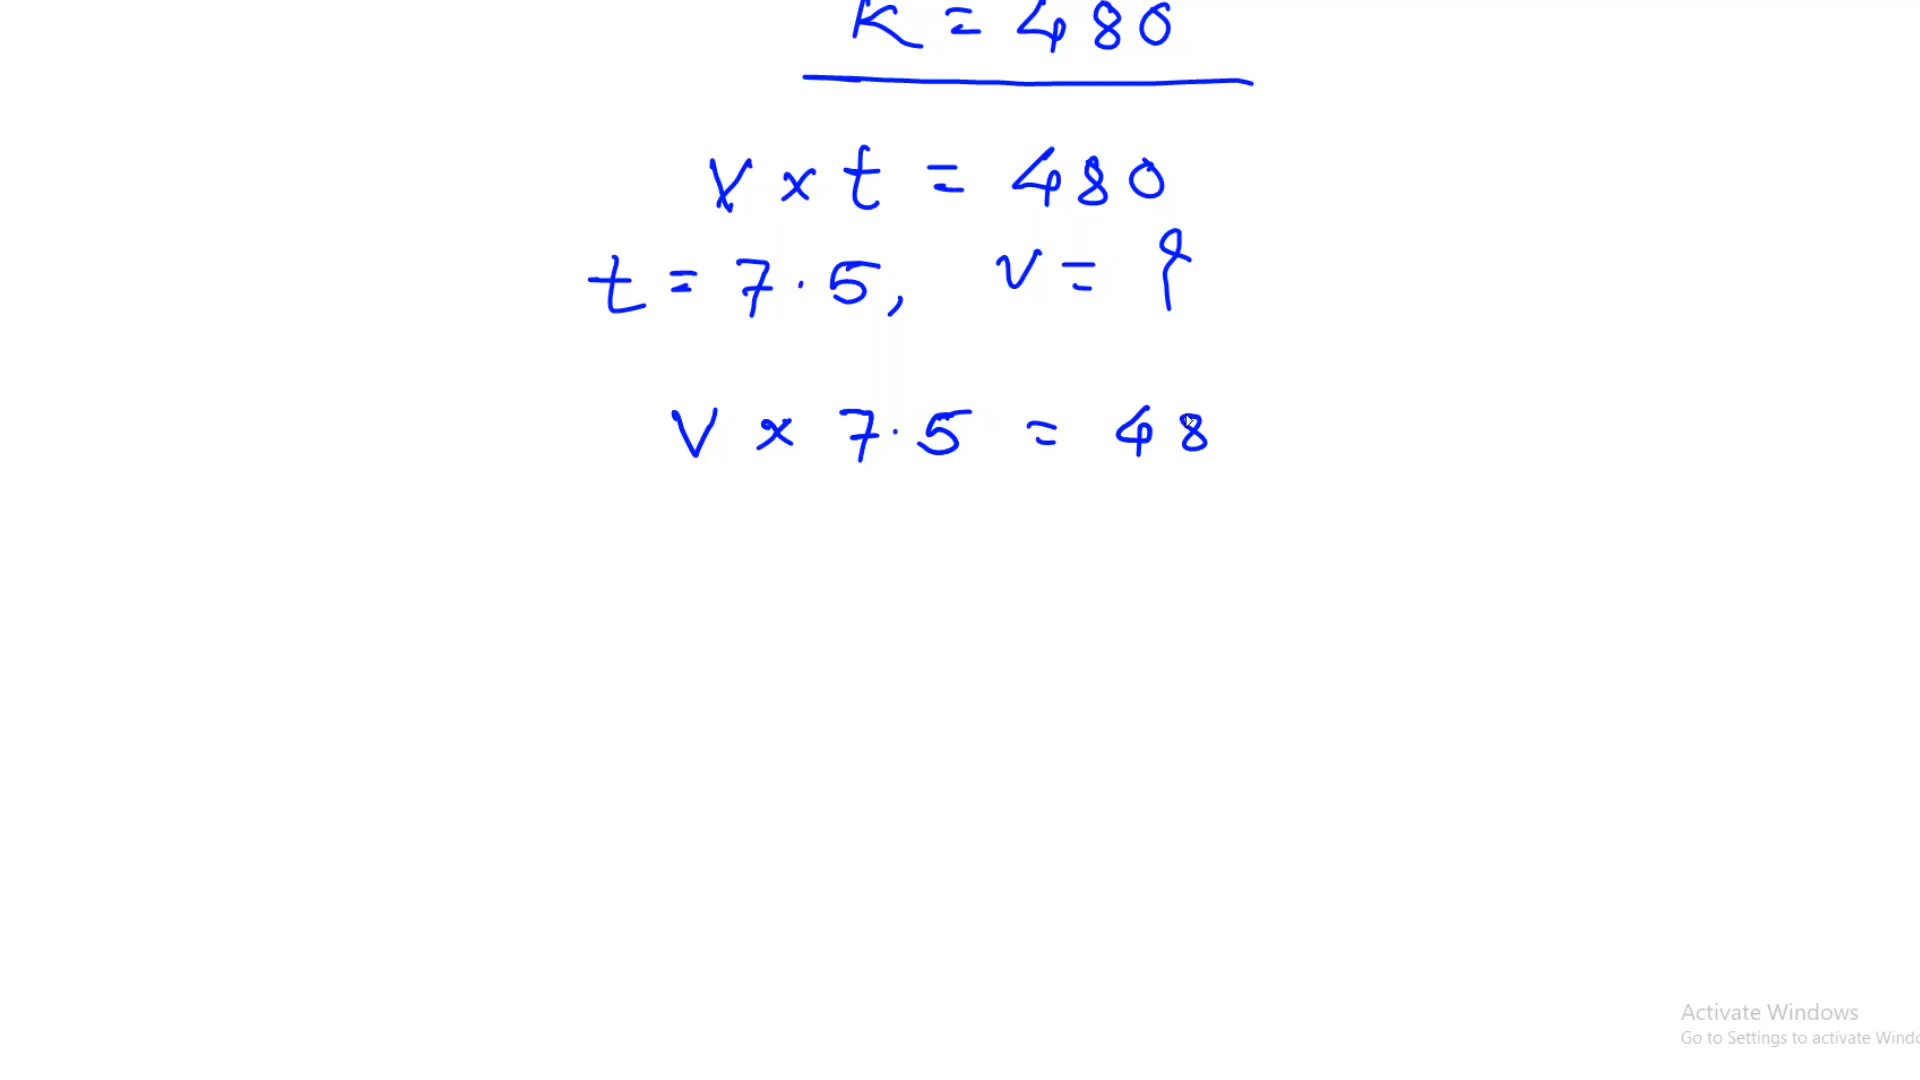 K = 480
V × t = 480
t = 7.5, V = ?
V × 7.5 = 48
Activate Windows
Go to Settings to activate Windo